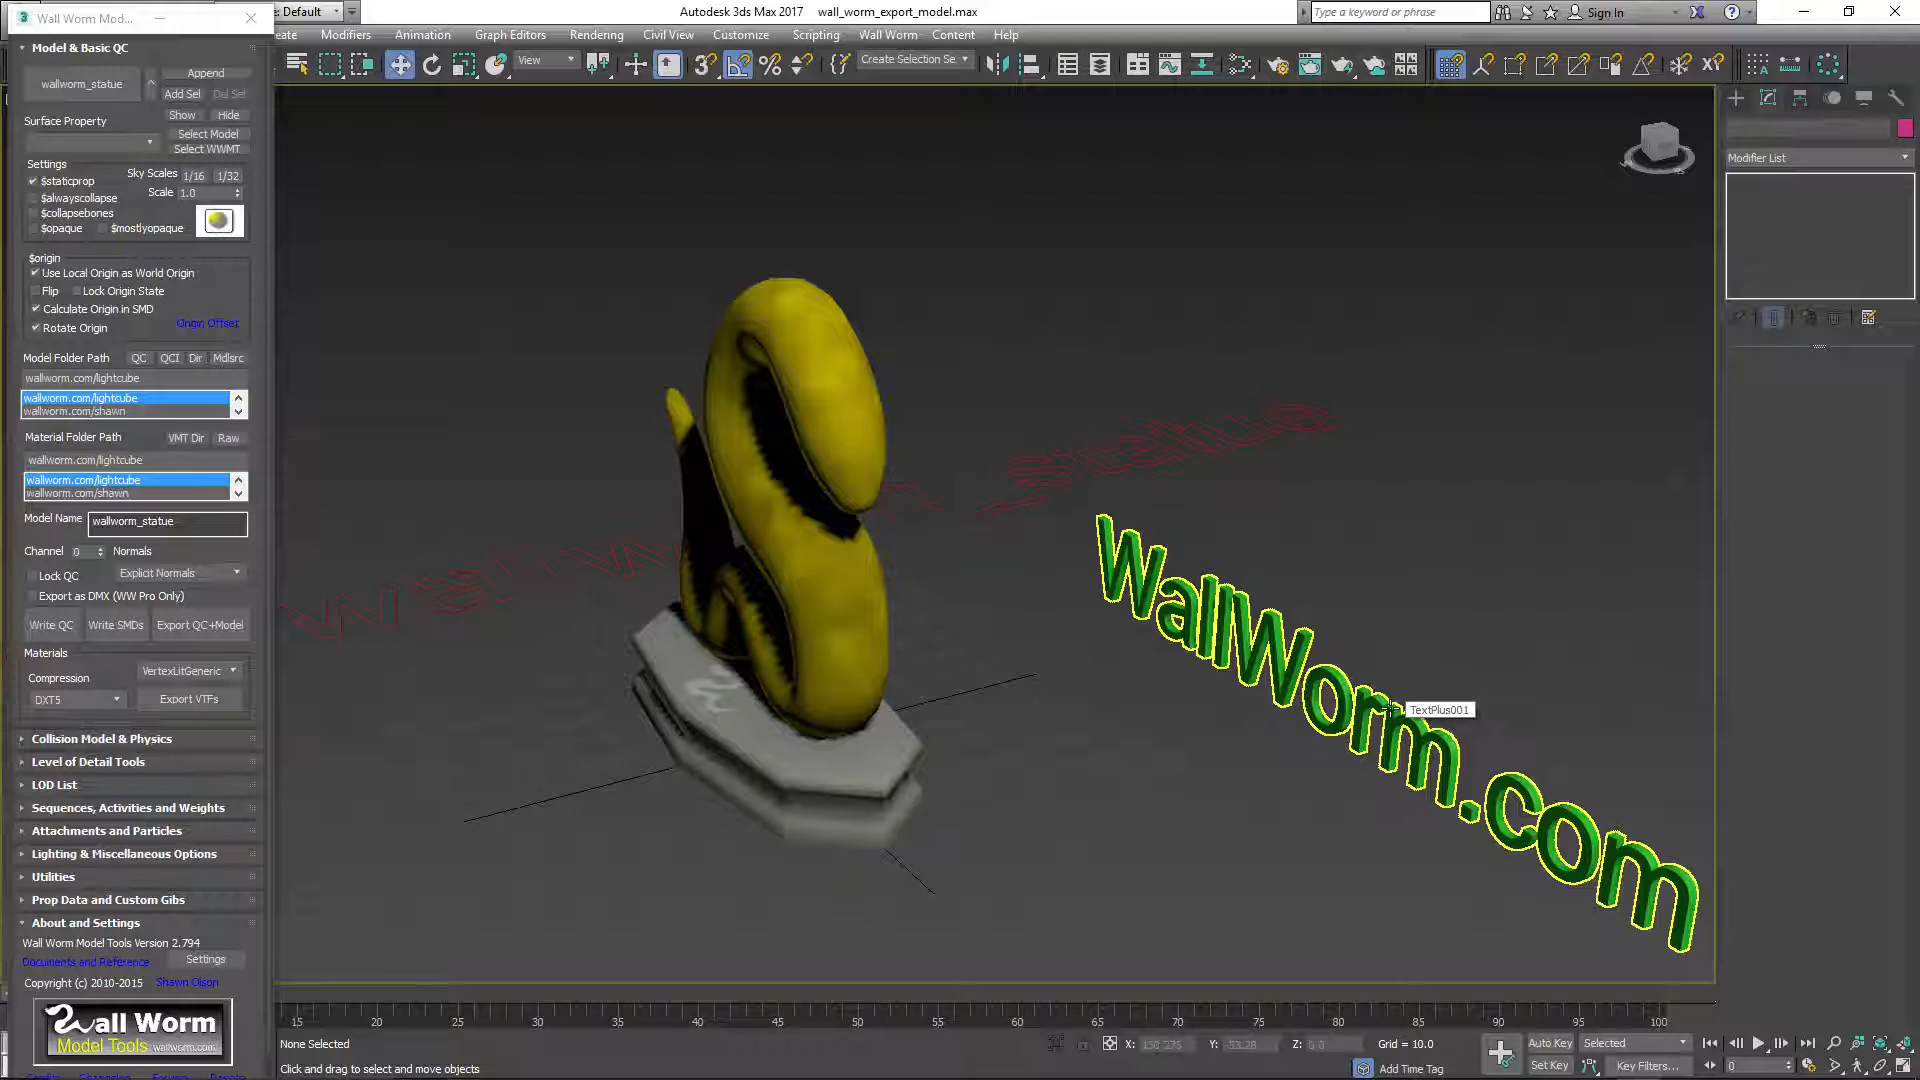 Wall Worm Mod...
: Default
Autodesk 3ds Max 2017
wall_worm_export_model.max
Type a keyword or phrase
Sign In
eate
Modifiers
Animation
Graph Editors
Rendering
Civil View
Customize
Scripting
Wall Worm
Content
Help
View
Create Selection Se
Model & Basic QC
wallworm_statue
Append
Add Sel
Del Sel
Show
Hide
Surface Property
Select Model
Select WWMT
Settings
$staticprop
Sky Scales
1/16
1/32
$alwayscollapse
Scale
1.0
$collapsebones
$opaque
$mostlyopaque
$origin
Use Local Origin as World Origin
Flip
Lock Origin State
Calculate Origin in SMD
Rotate Origin
Origin Offset
Model Folder Path
QC
QCI
Dir
Mdlsrc
wallworm.com/lightcube
wallworm.com/lightcube
wallworm.com/shawn
Material Folder Path
VMT Dir
Raw
wallworm.com/lightcube
wallworm.com/lightcube
wallworm.com/shawn
Model Name
wallworm_statue
Channel
0
Normals
Lock QC
Explicit Normals
Export as DMX (WW Pro Only)
Write QC
Write SMDs
Export QC+Model
Materials
VertexLitGeneric
Compression
DXT5
Export VTFs
Collision Model & Physics
Level of Detail Tools
LOD List
Sequences, Activities and Weights
Attachments and Particles
Lighting & Miscellaneous Options
Utilities
Prop Data and Custom Gibs
About and Settings
Wall Worm Model Tools Version 2.794
Documents and Reference
Settings
Copyright (c) 2010-2015
Shawn Olson
Wall Worm
Model Tools
wallworm.com
WallWorm.com
TextPlus001
Modifier List
15 20 25 30 35 40 45 50 55 60 65 70 75 80 85 90 95 100
None Selected
Click and drag to select and move objects
X:
150.275
Y:
-53.28
Z:
0.0
Grid = 10.0
Add Time Tag
Auto Key
Selected
Set Key
Key Filters...
0